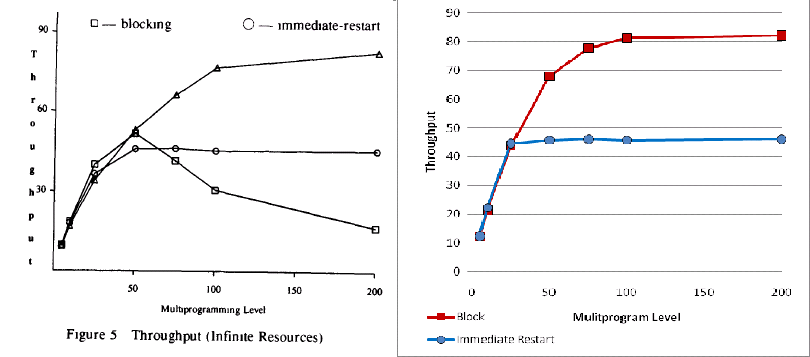 □ — blocking ○ — immediate-restart
90
60
30
Throughput
50 100 150 200
Multiprogramming Level
Figure 5 Throughput (Infinite Resources)
90
80
70
60
50
40
30
20
10
0
Throughput
0 50 100 150 200
Mulitprogram Level
Block
Immediate Restart